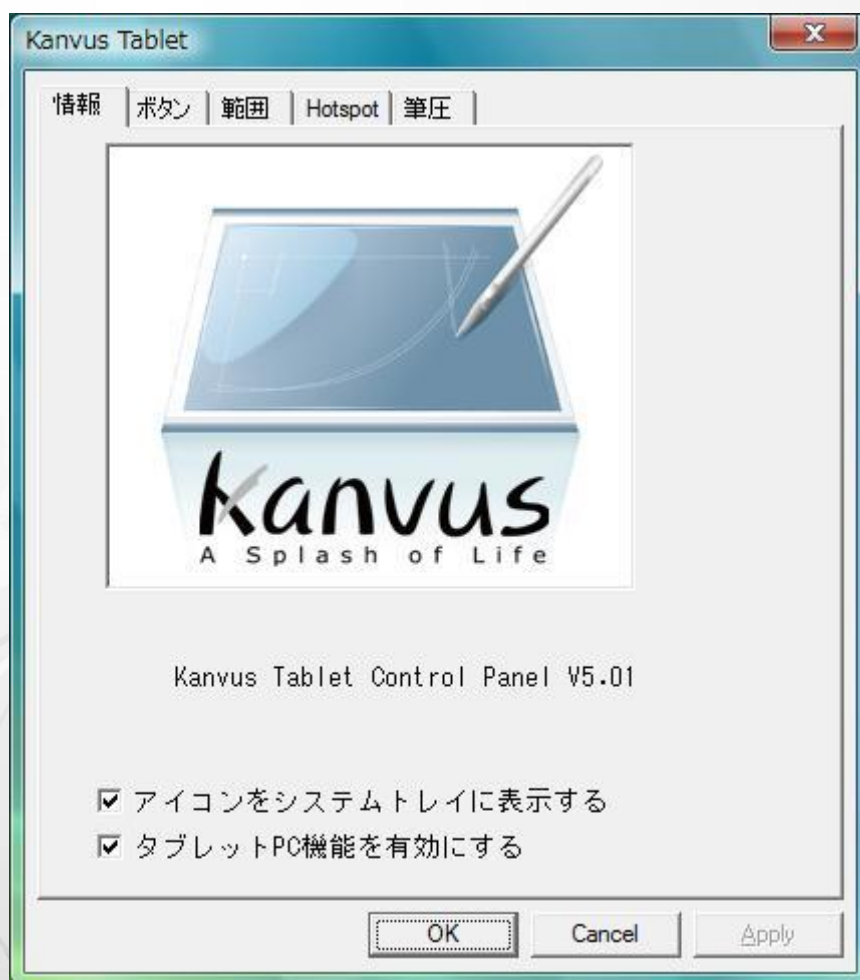 Kanvus Tablet
情報 ボタン 範囲 Hotspot 筆圧
kanvus
A Splash of Life
Kanvus Tablet Control Panel V5.01
アイコンをシステムトレイに表示する
タブレットPC機能を有効にする
OK Cancel Apply